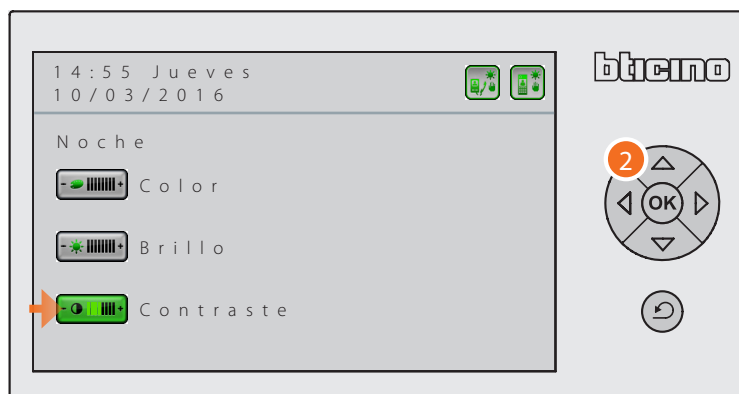 14:55 Jueves
10/03/2016
bticino
Noche
Color
Brillo
Contraste
2
OK